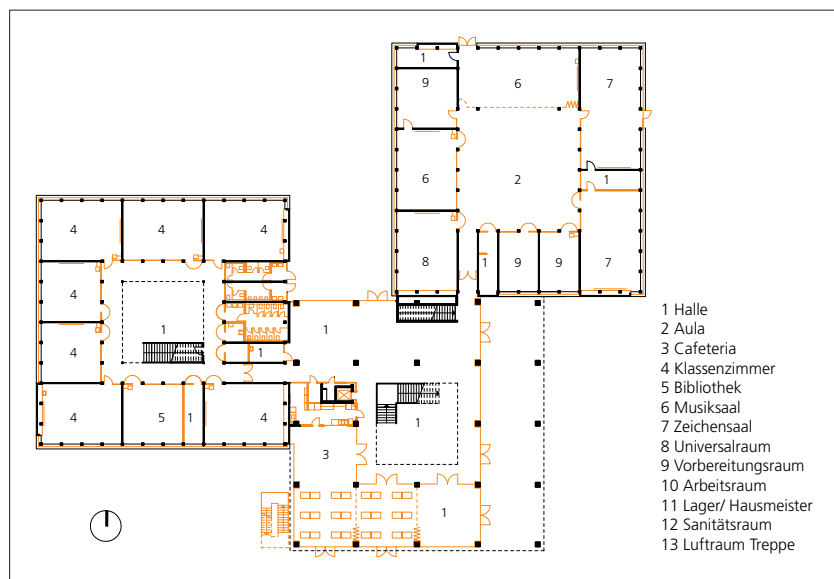 1
9 6 7
6 2 1
8 1 9 9 7
4 4 4
4
1 1
1
4
4 5 1 4
1
3
1
1 Halle
2 Aula
3 Cafeteria
4 Klassenzimmer
5 Bibliothek
6 Musiksaal
7 Zeichensaal
8 Universalraum
9 Vorbereitungsraum
10 Arbeitsraum
11 Lager/ Hausmeister
12 Sanitätsraum
13 Luftraum Treppe